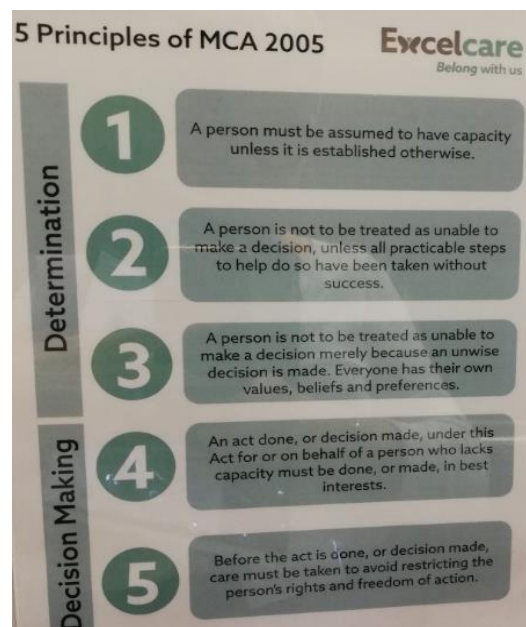 5 Principles of MCA 2005
Excelcare
Belong with us
Determination
1
A person must be assumed to have capacity
unless it is established otherwise.
2
A person is not to be treated as unable to
make a decision, unless all practicable steps
to help do so have been taken without
success.
3
A person is not to be treated as unable to
make a decision merely because an unwise
decision is made. Everyone has their own
values, beliefs and preferences.
Decision Making
4
An act done, or decision made, under this
Act for or on behalf of a person who lacks
capacity must be done, or made, in best
interests.
5
Before the act is done, or decision made,
care must be taken to avoid restricting the
person's rights and freedom of action.